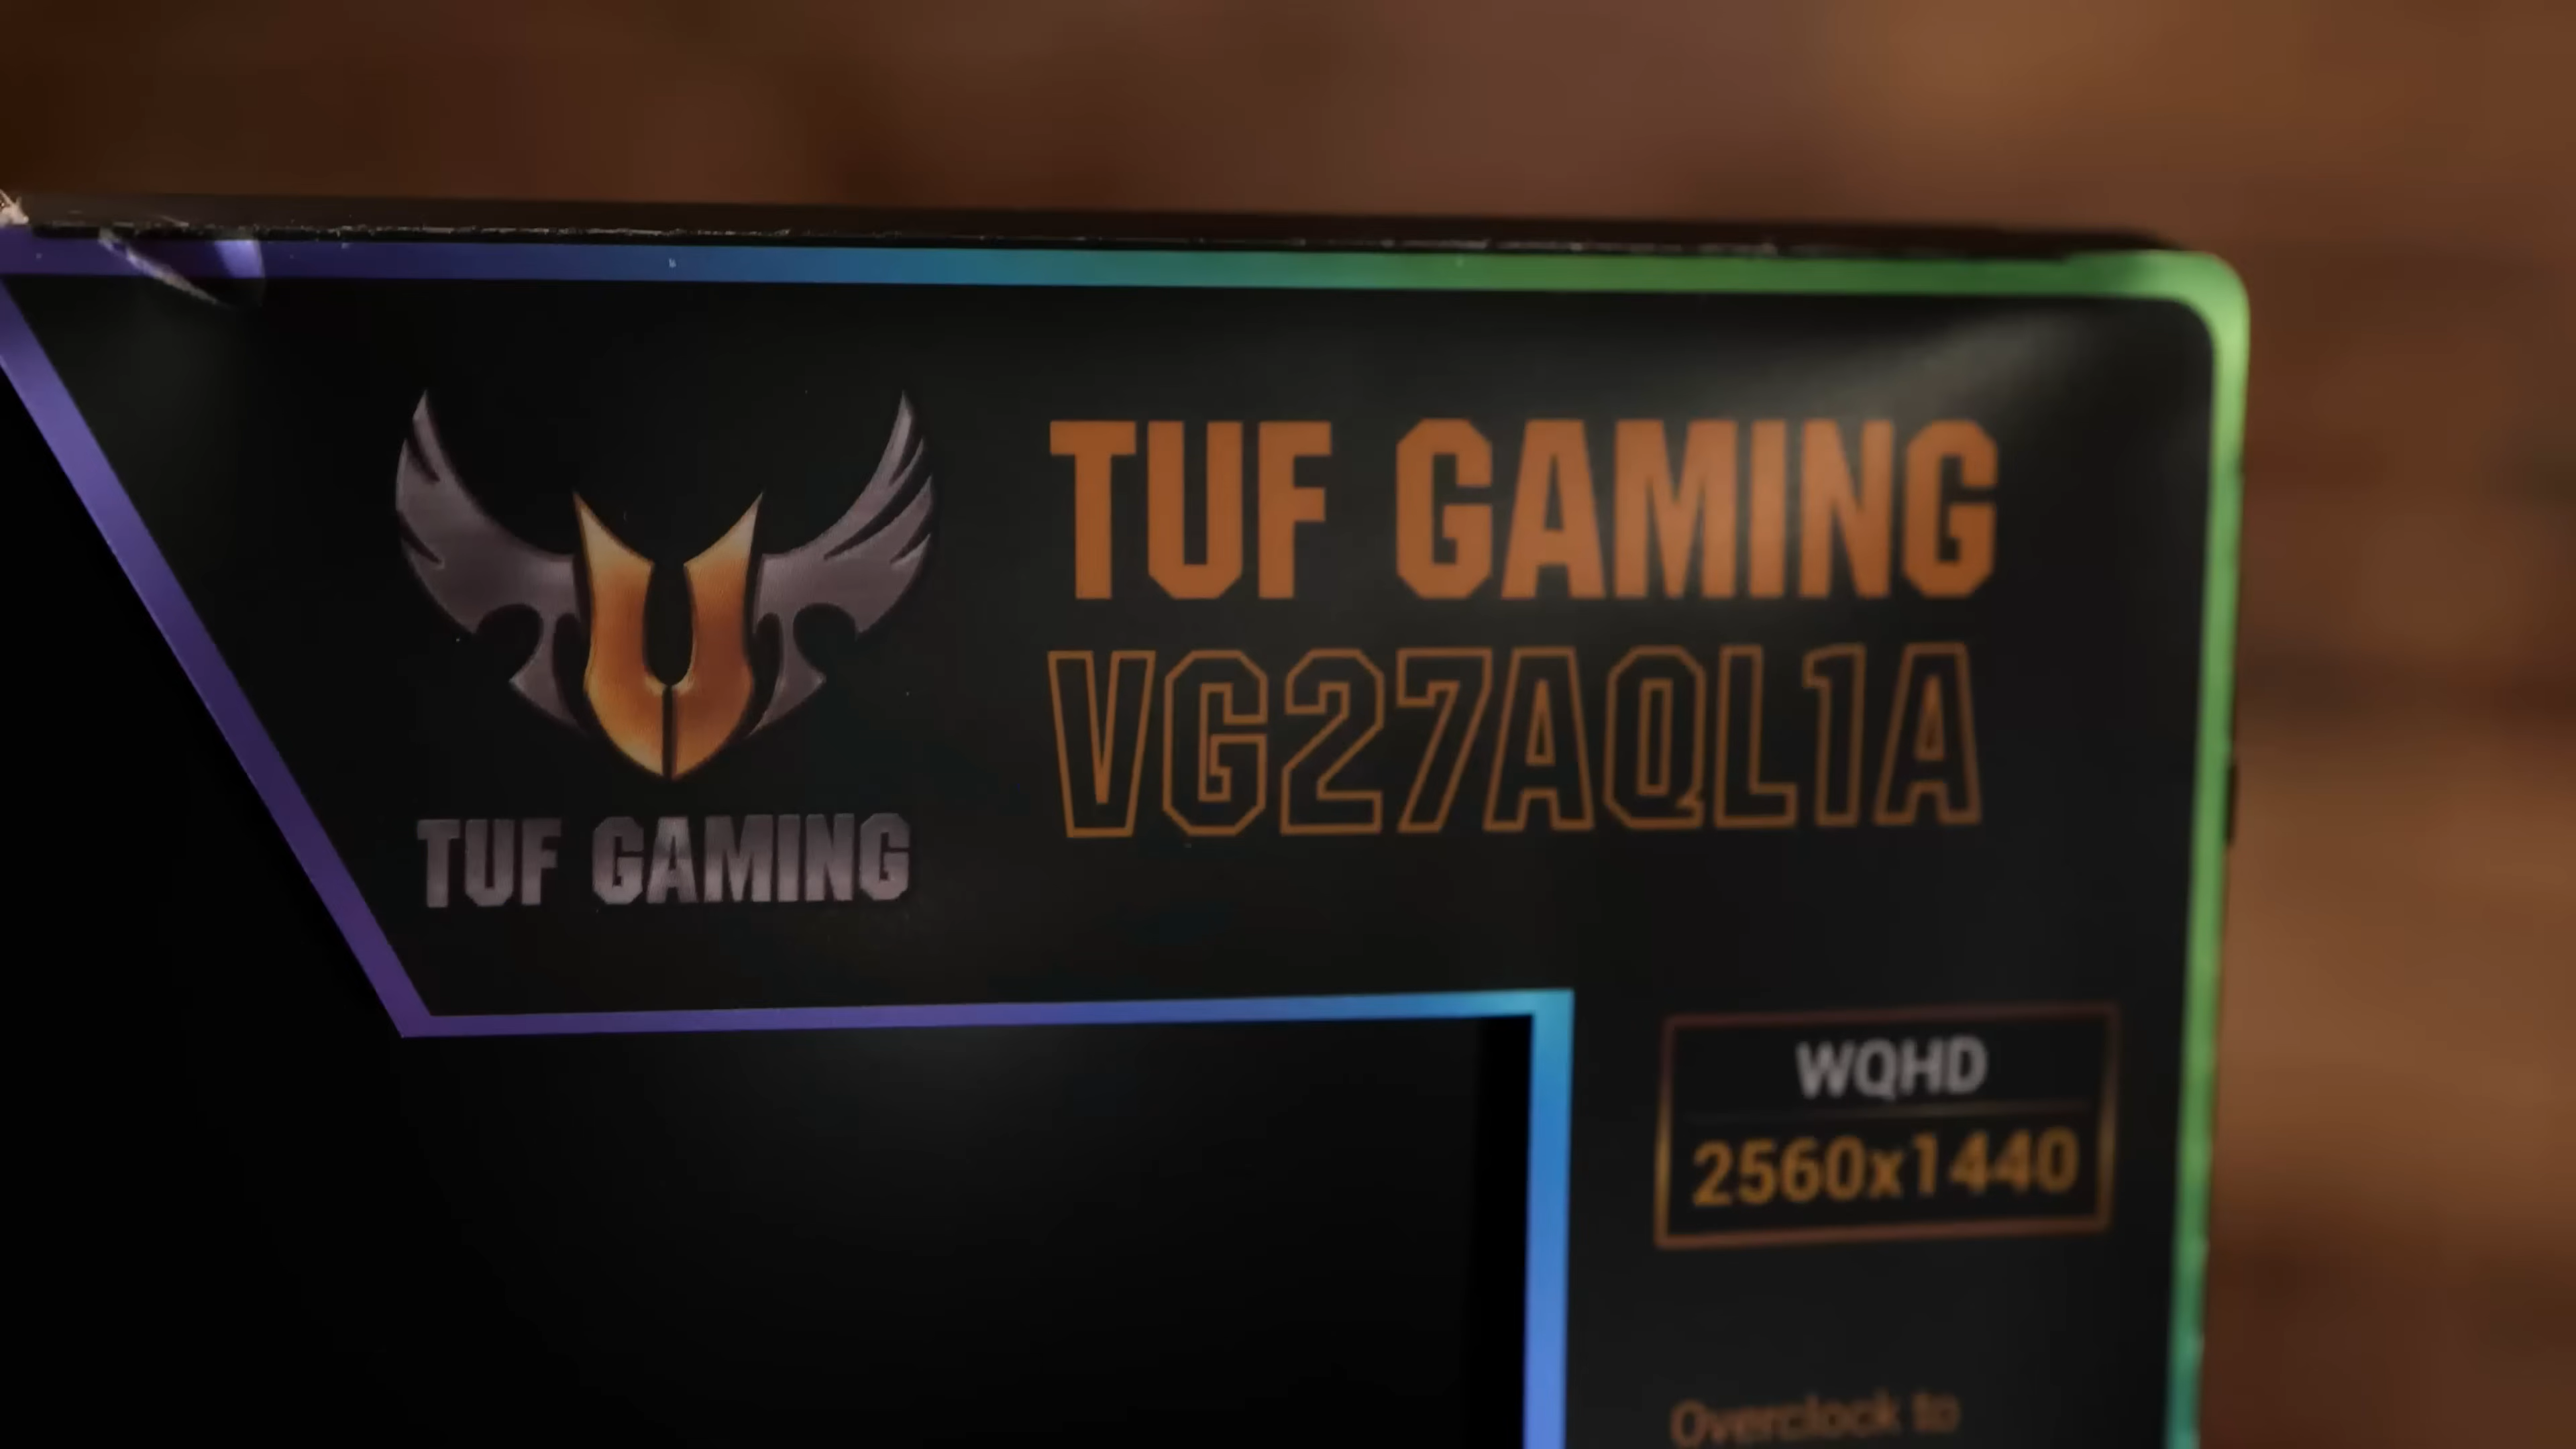 TUF GAMING
VG27AQL1A
TUF GAMING
WQHD
2560x1440
Overclock to